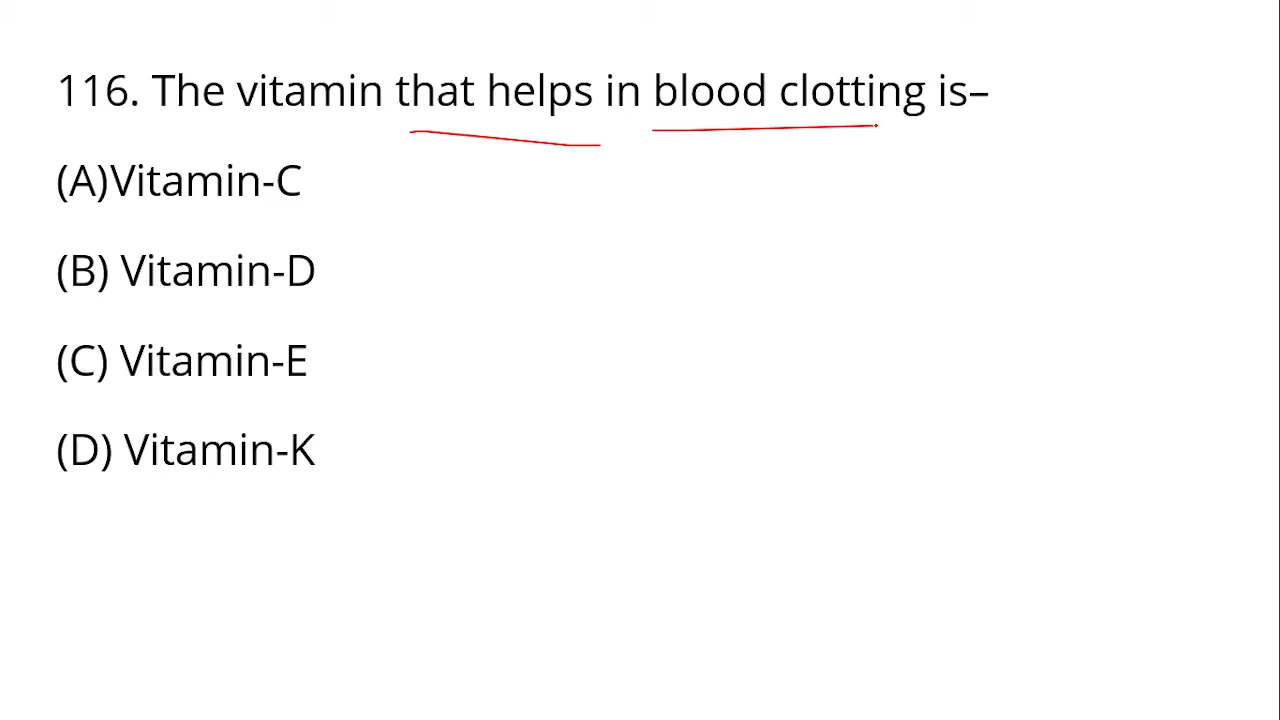 116. The vitamin that helps in blood clotting is–
(A)Vitamin-C
(B) Vitamin-D
(C) Vitamin-E
(D) Vitamin-K